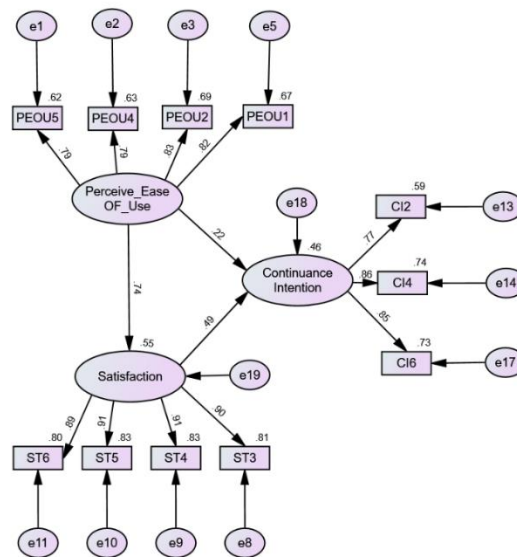 e1
e2
e3
e5
.62
.63
.69
.67
PEOU5
PEOU4
PEOU2
PEOU1
.79
.79
.83
.82
Perceive_Ease
OF_Use
e18
.59
CI2
e13
.22
.46
.77
Continuance
Intention
.74
.86
CI4
e14
.74
.49
.85
.73
CI6
e17
.55
Satisfaction
e19
.89
.91
.91
.90
.80
.83
.83
.81
ST6
ST5
ST4
ST3
e11
e10
e9
e8